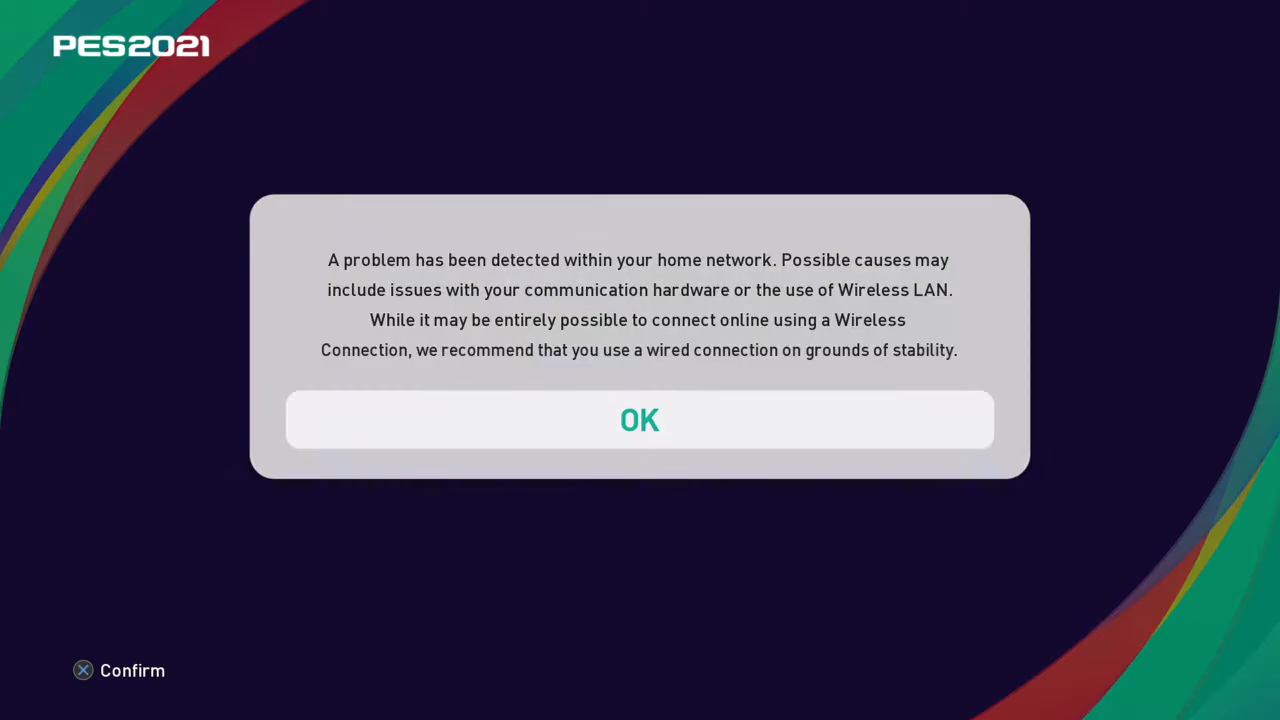 PES2021
A problem has been detected within your home network. Possible causes may
include issues with your communication hardware or the use of Wireless LAN.
While it may be entirely possible to connect online using a Wireless
Connection, we recommend that you use a wired connection on grounds of stability.
OK
Confirm